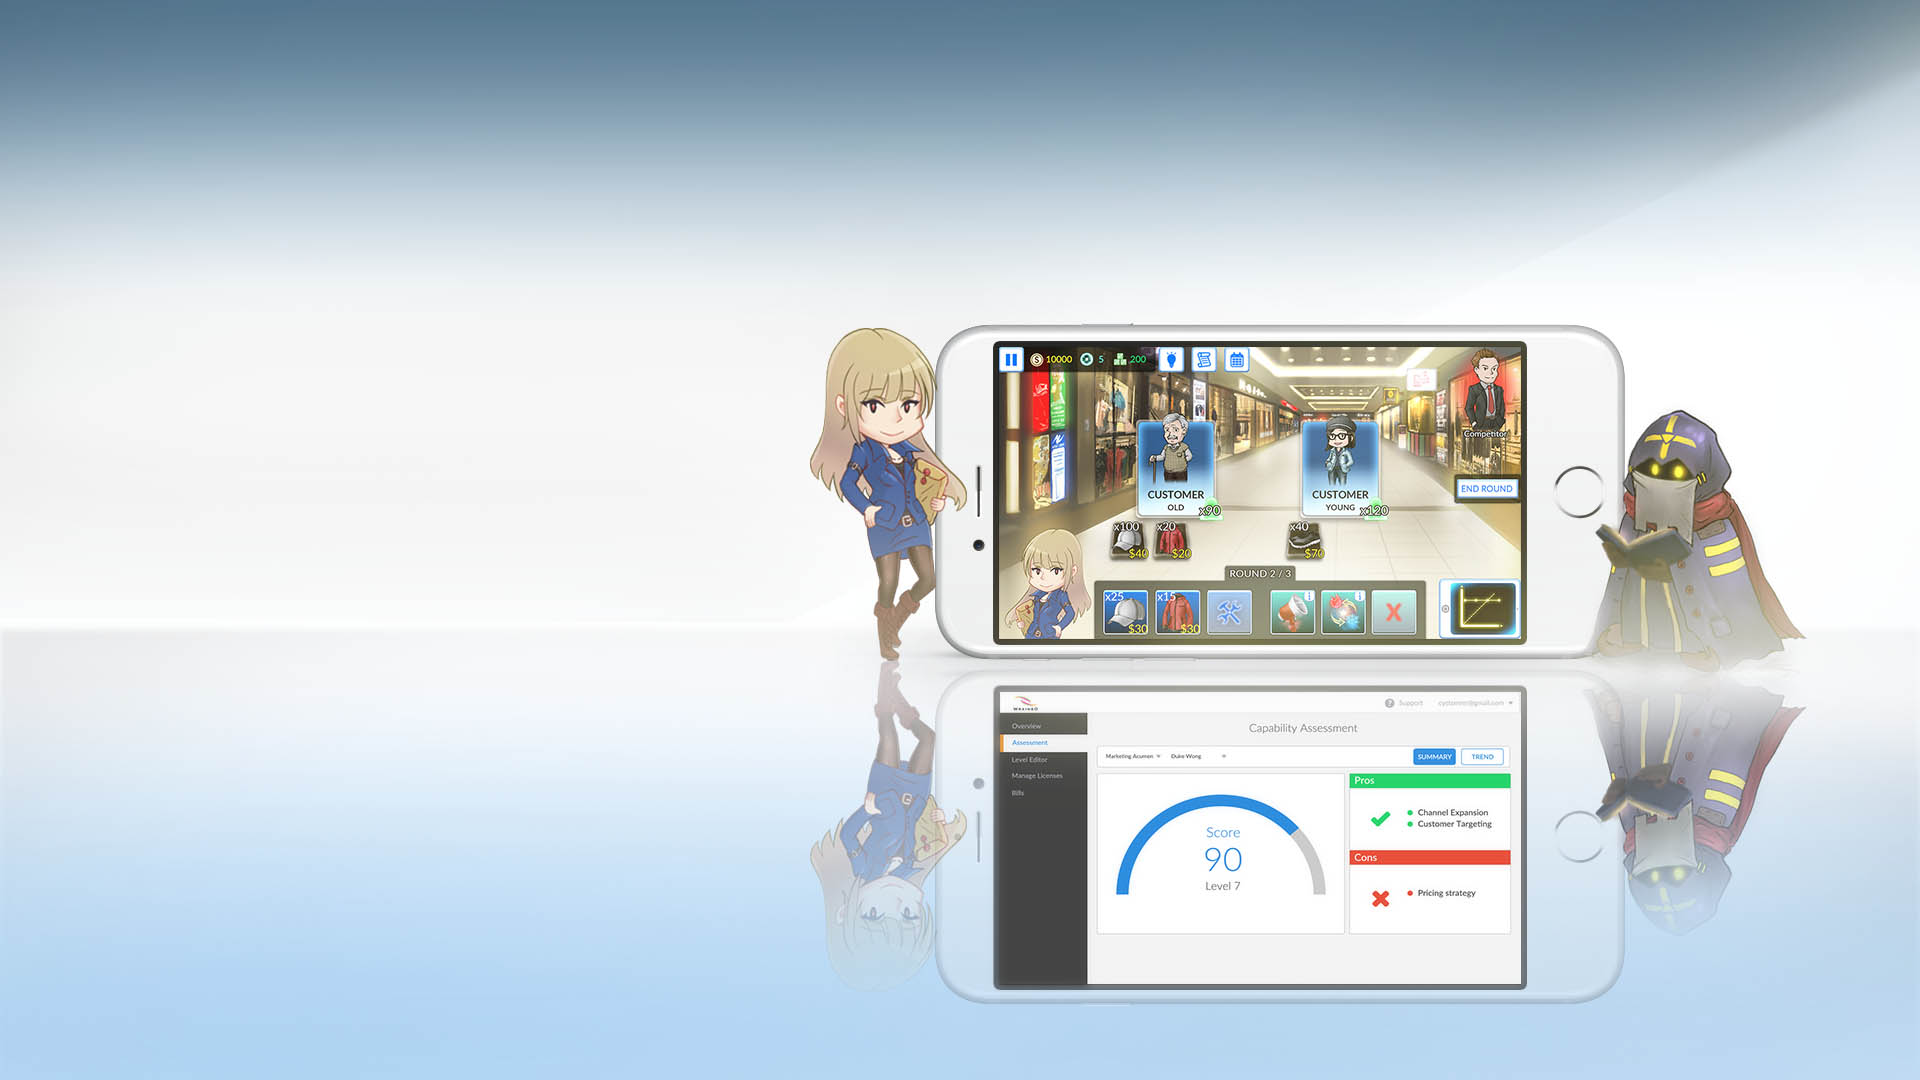 10000 5 200
Competitor
END ROUND
CUSTOMER
OLD
x90
CUSTOMER
YOUNG
x120
x100
$40
x20
$20
x40
$70
ROUND 2 / 3
x25
$30
x15
$30
Support
Overview
Assessment
Level Editor
Manage Licenses
Bills
Capability Assessment
Marketing Acumen
Duke Wong
SUMMARY
TREND
Score
90
Level 7
Pros
Channel Expansion
Customer Targeting
Cons
Pricing strategy